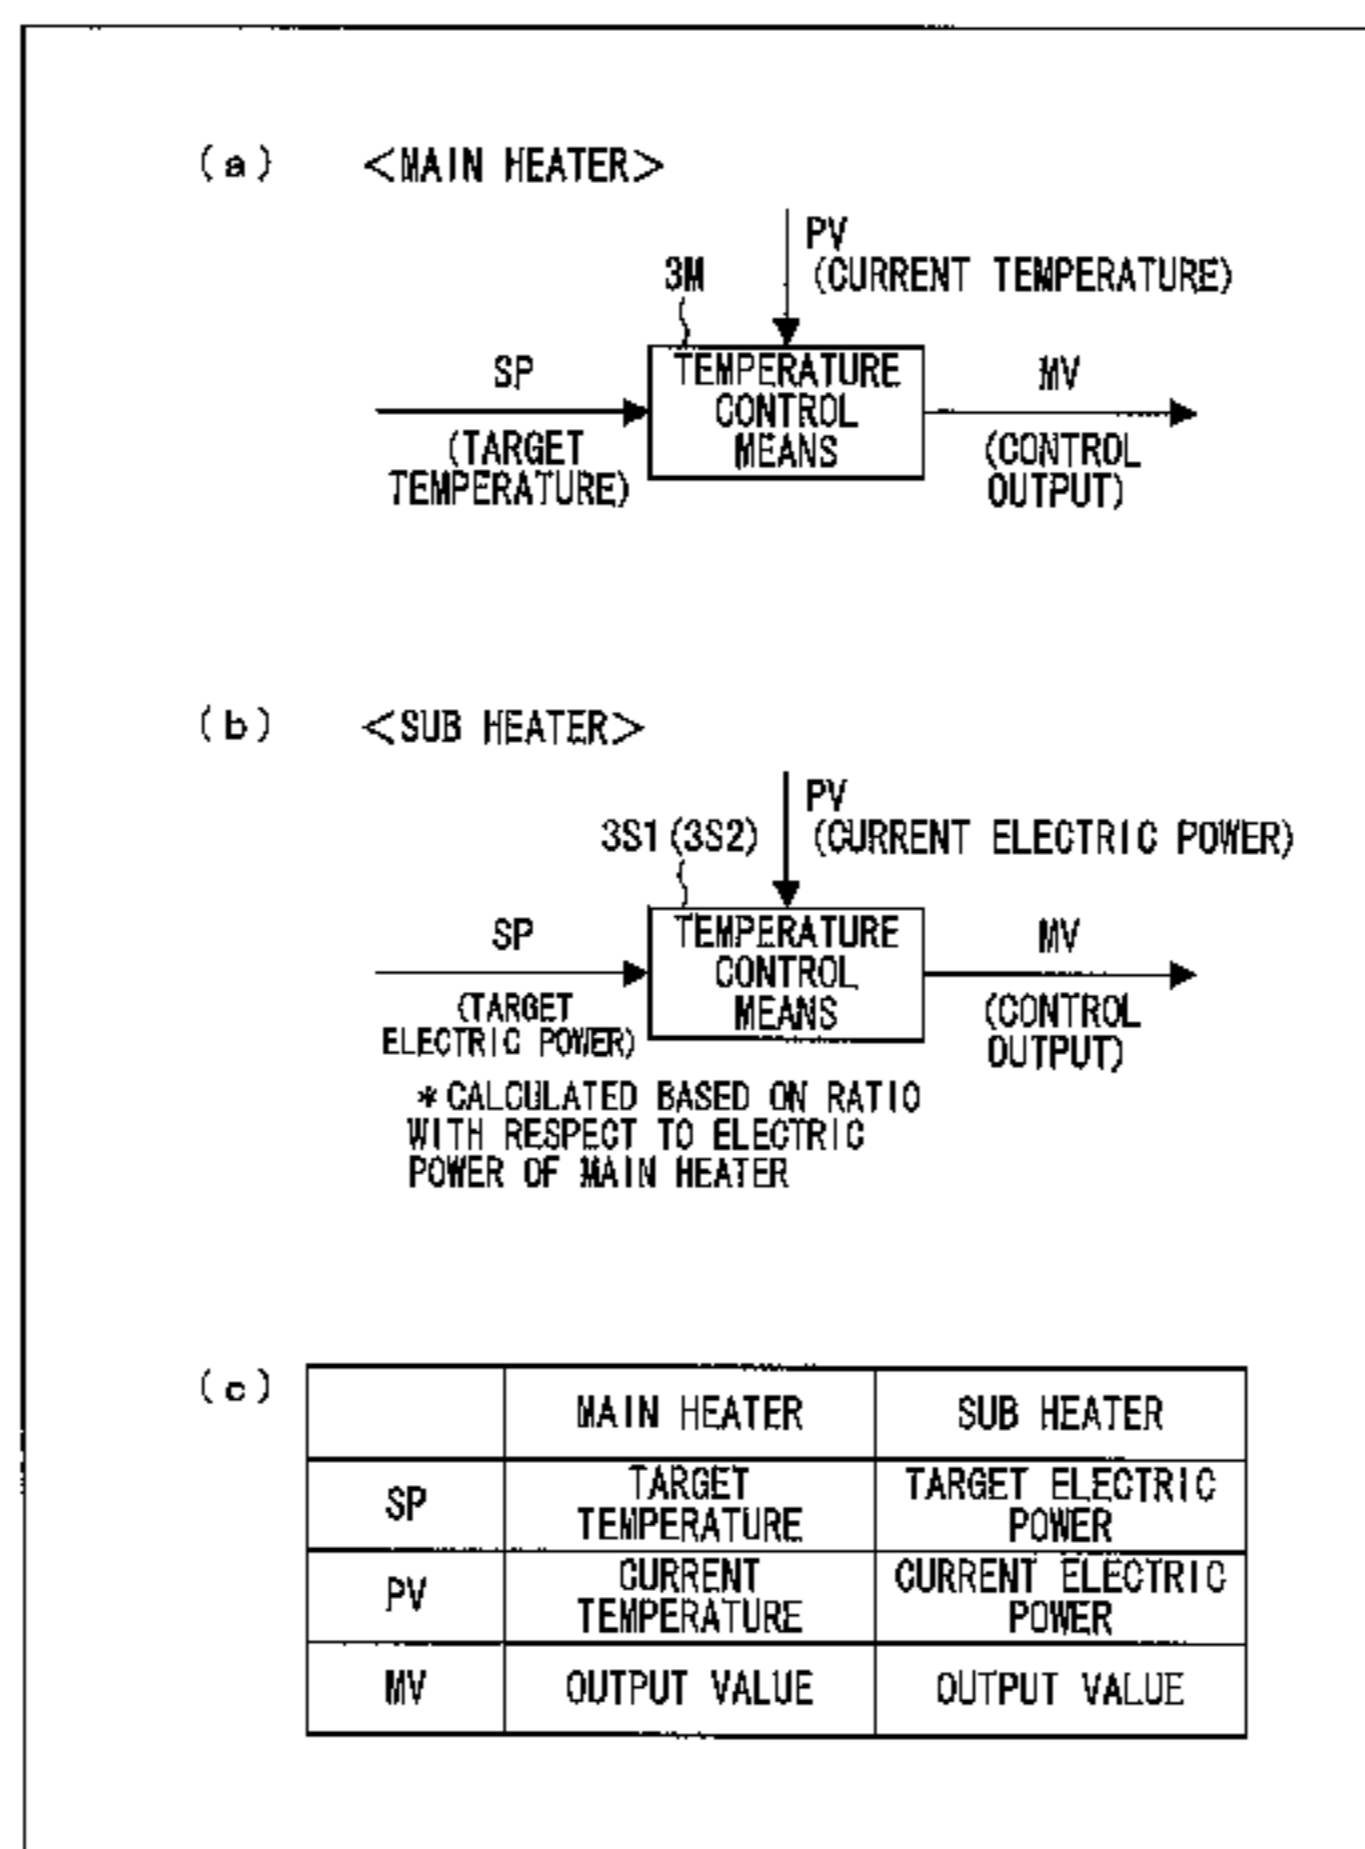 (a) <MAIN HEATER>
PV
3M (CURRENT TEMPERATURE)
SP TEMPERATURE MV
CONTROL
(TARGET MEANS (CONTROL
TEMPERATURE) OUTPUT)
(b) <SUB HEATER>
PV
3S1(3S2) (CURRENT ELECTRIC POWER)
SP TEMPERATURE MV
CONTROL
(TARGET MEANS (CONTROL
ELECTRIC POWER) OUTPUT)
*CALCULATED BASED ON RATIO
WITH RESPECT TO ELECTRIC
POWER OF MAIN HEATER
(c) MAIN HEATER SUB HEATER
SP TARGET TEMPERATURE TARGET ELECTRIC POWER
PV CURRENT TEMPERATURE CURRENT ELECTRIC POWER
MV OUTPUT VALUE OUTPUT VALUE